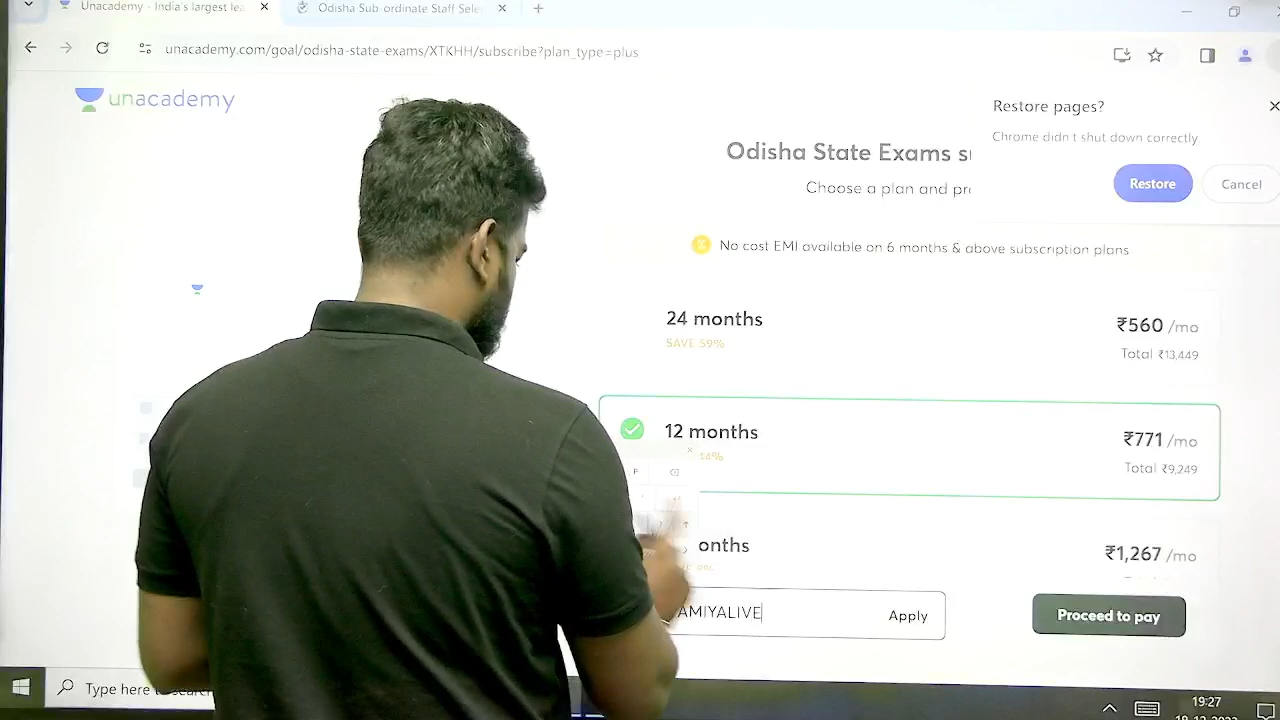 Unacademy - India's largest lea
Odisha Sub-ordinate Staff Sele
unacademy.com/goal/odisha-state-exams/XTKHH/subscribe?plan_type=plus
unacademy
Restore pages?
Chrome didn t shut down correctly
Restore
Cancel
Odisha State Exams s
Choose a plan and pr
No cost EMI available on 6 months & above subscription plans
24 months
₹560 /mo
SAVE 59%
Total ₹13,449
12 months
₹771 /mo
14%
Total ₹9,249
P
onths
₹1,267 /mo
AMIYALIVE
Apply
Proceed to pay
Type here to search
19:27